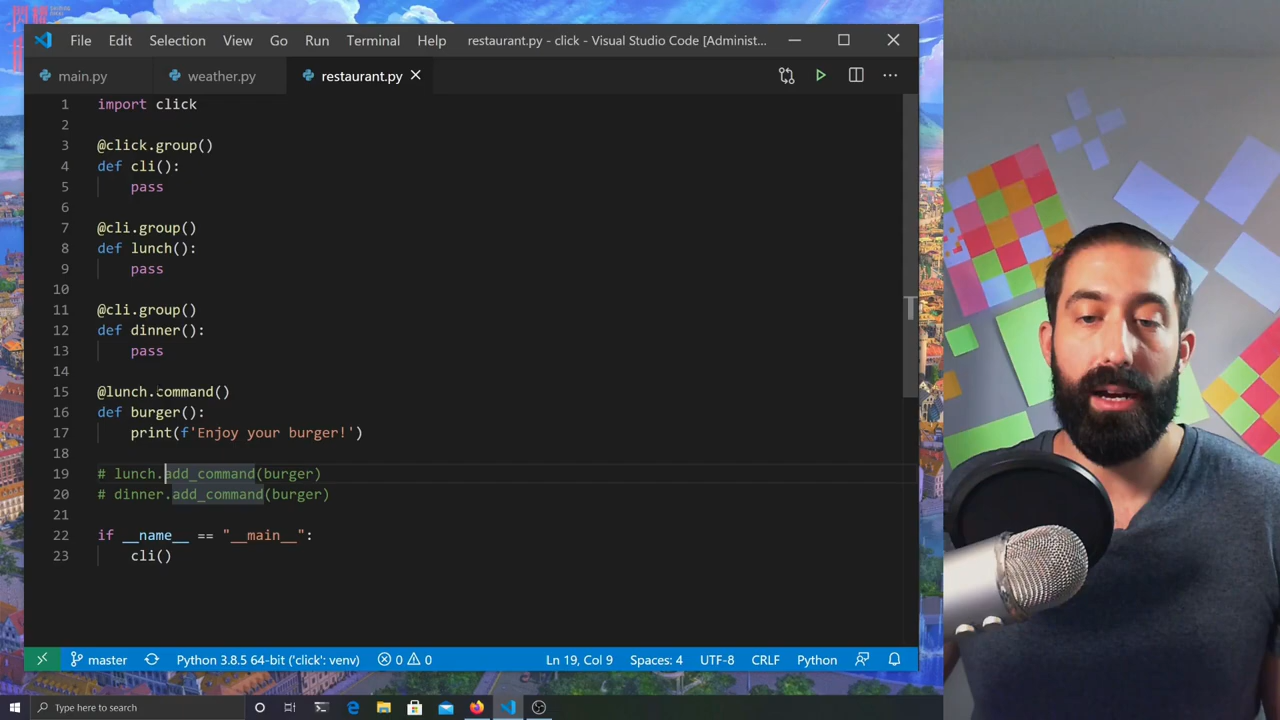 File Edit Selection View Go Run Terminal Help restaurant.py - click - Visual Studio Code [Administ...
main.py weather.py restaurant.py
1 import click
2
3 @click.group()
4 def cli():
5 pass
6
7 @cli.group()
8 def lunch():
9 pass
10
11 @cli.group()
12 def dinner():
13 pass
14
15 @lunch.command()
16 def burger():
17 print(f'Enjoy your burger!')
18
19 # lunch.add_command(burger)
20 # dinner.add_command(burger)
21
22 if __name__ == "__main__":
23 cli()
master Python 3.8.5 64-bit ('click': venv) 0 0 Ln 19, Col 9 Spaces: 4 UTF-8 CRLF Python
Type here to search